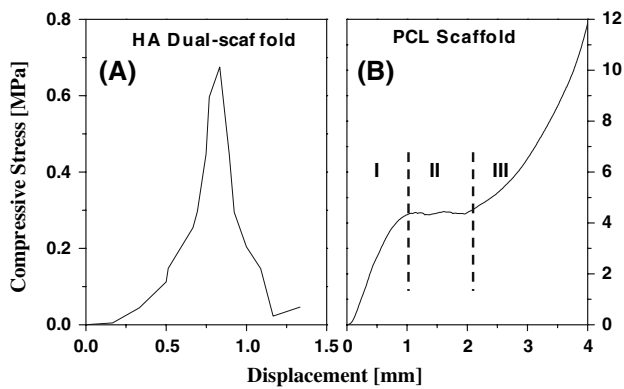 HA Dual-scaffold
PCL Scaffold
(A)
(B)
I
II
III
Compressive Stress [MPa]
0.8
0.6
0.4
0.2
0.0
12
10
8
6
4
2
0
0.0 0.5 1.0 1.5
0 1 2 3 4
Displacement [mm]